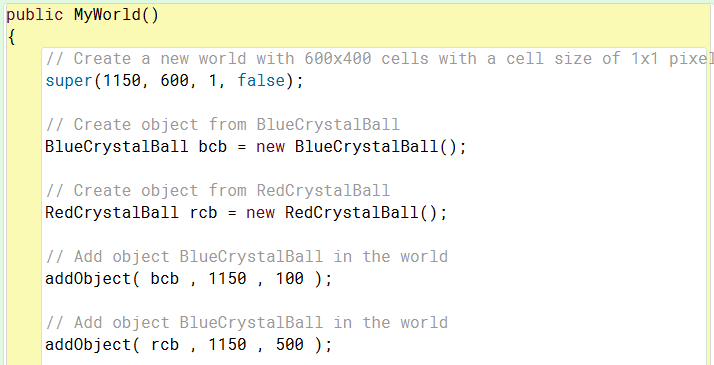 public MyWorld()
{
// Create a new world with 600x400 cells with a cell size of 1x1 pixel
super(1150, 600, 1, false);
// Create object from BlueCrystalBall
BlueCrystalBall bcb = new BlueCrystalBall();
// Create object from RedCrystalBall
RedCrystalBall rcb = new RedCrystalBall();
// Add object BlueCrystalBall in the world
addObject( bcb , 1150 , 100 );
// Add object BlueCrystalBall in the world
addObject( rcb , 1150 , 500 );